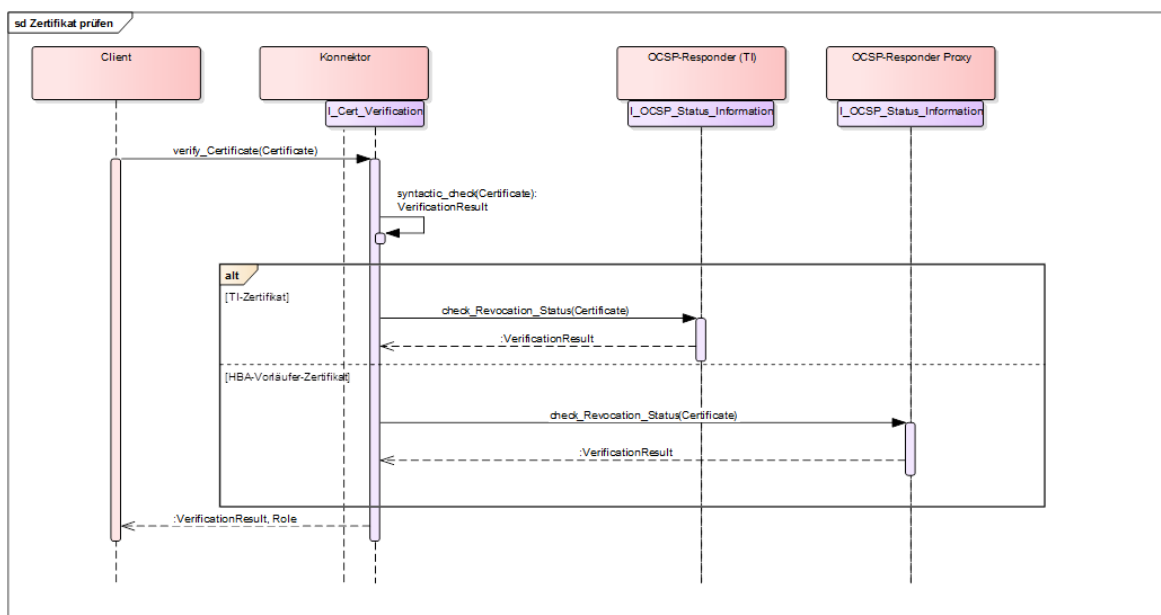 sd Zertifikat prüfen
Client
Konnektor
OCSP-Responder (TI)
OCSP-Responder Proxy
I_Cert_Verification
I_OCSP_Status_Information
I_OCSP_Status_Information
verify_Certificate(Certificate)
syntactic_check(Certificate):
VerificationResult
alt
[TI-Zertifikat]
check_Revocation_Status(Certificate)
:VerificationResult
[HBA-Vorläufer-Zertifikat]
check_Revocation_Status(Certificate)
:VerificationResult
:VerificationResult, Role